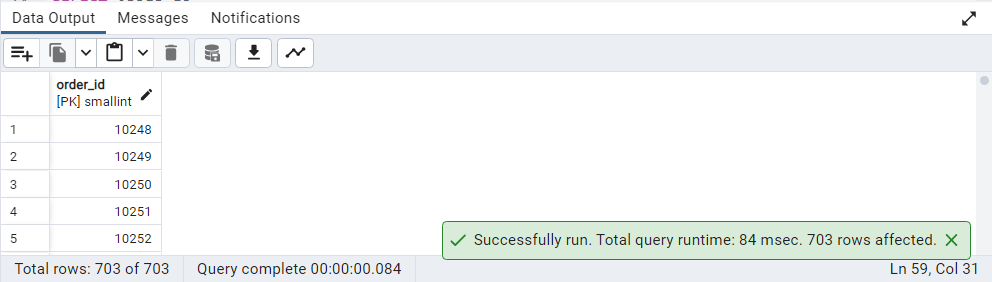 Data Output Messages Notifications
order_id
[PK] smallint
1 10248
2 10249
3 10250
4 10251
5 10252
Successfully run. Total query runtime: 84 msec. 703 rows affected.
Total rows: 703 of 703 Query complete 00:00:00.084 Ln 59, Col 31